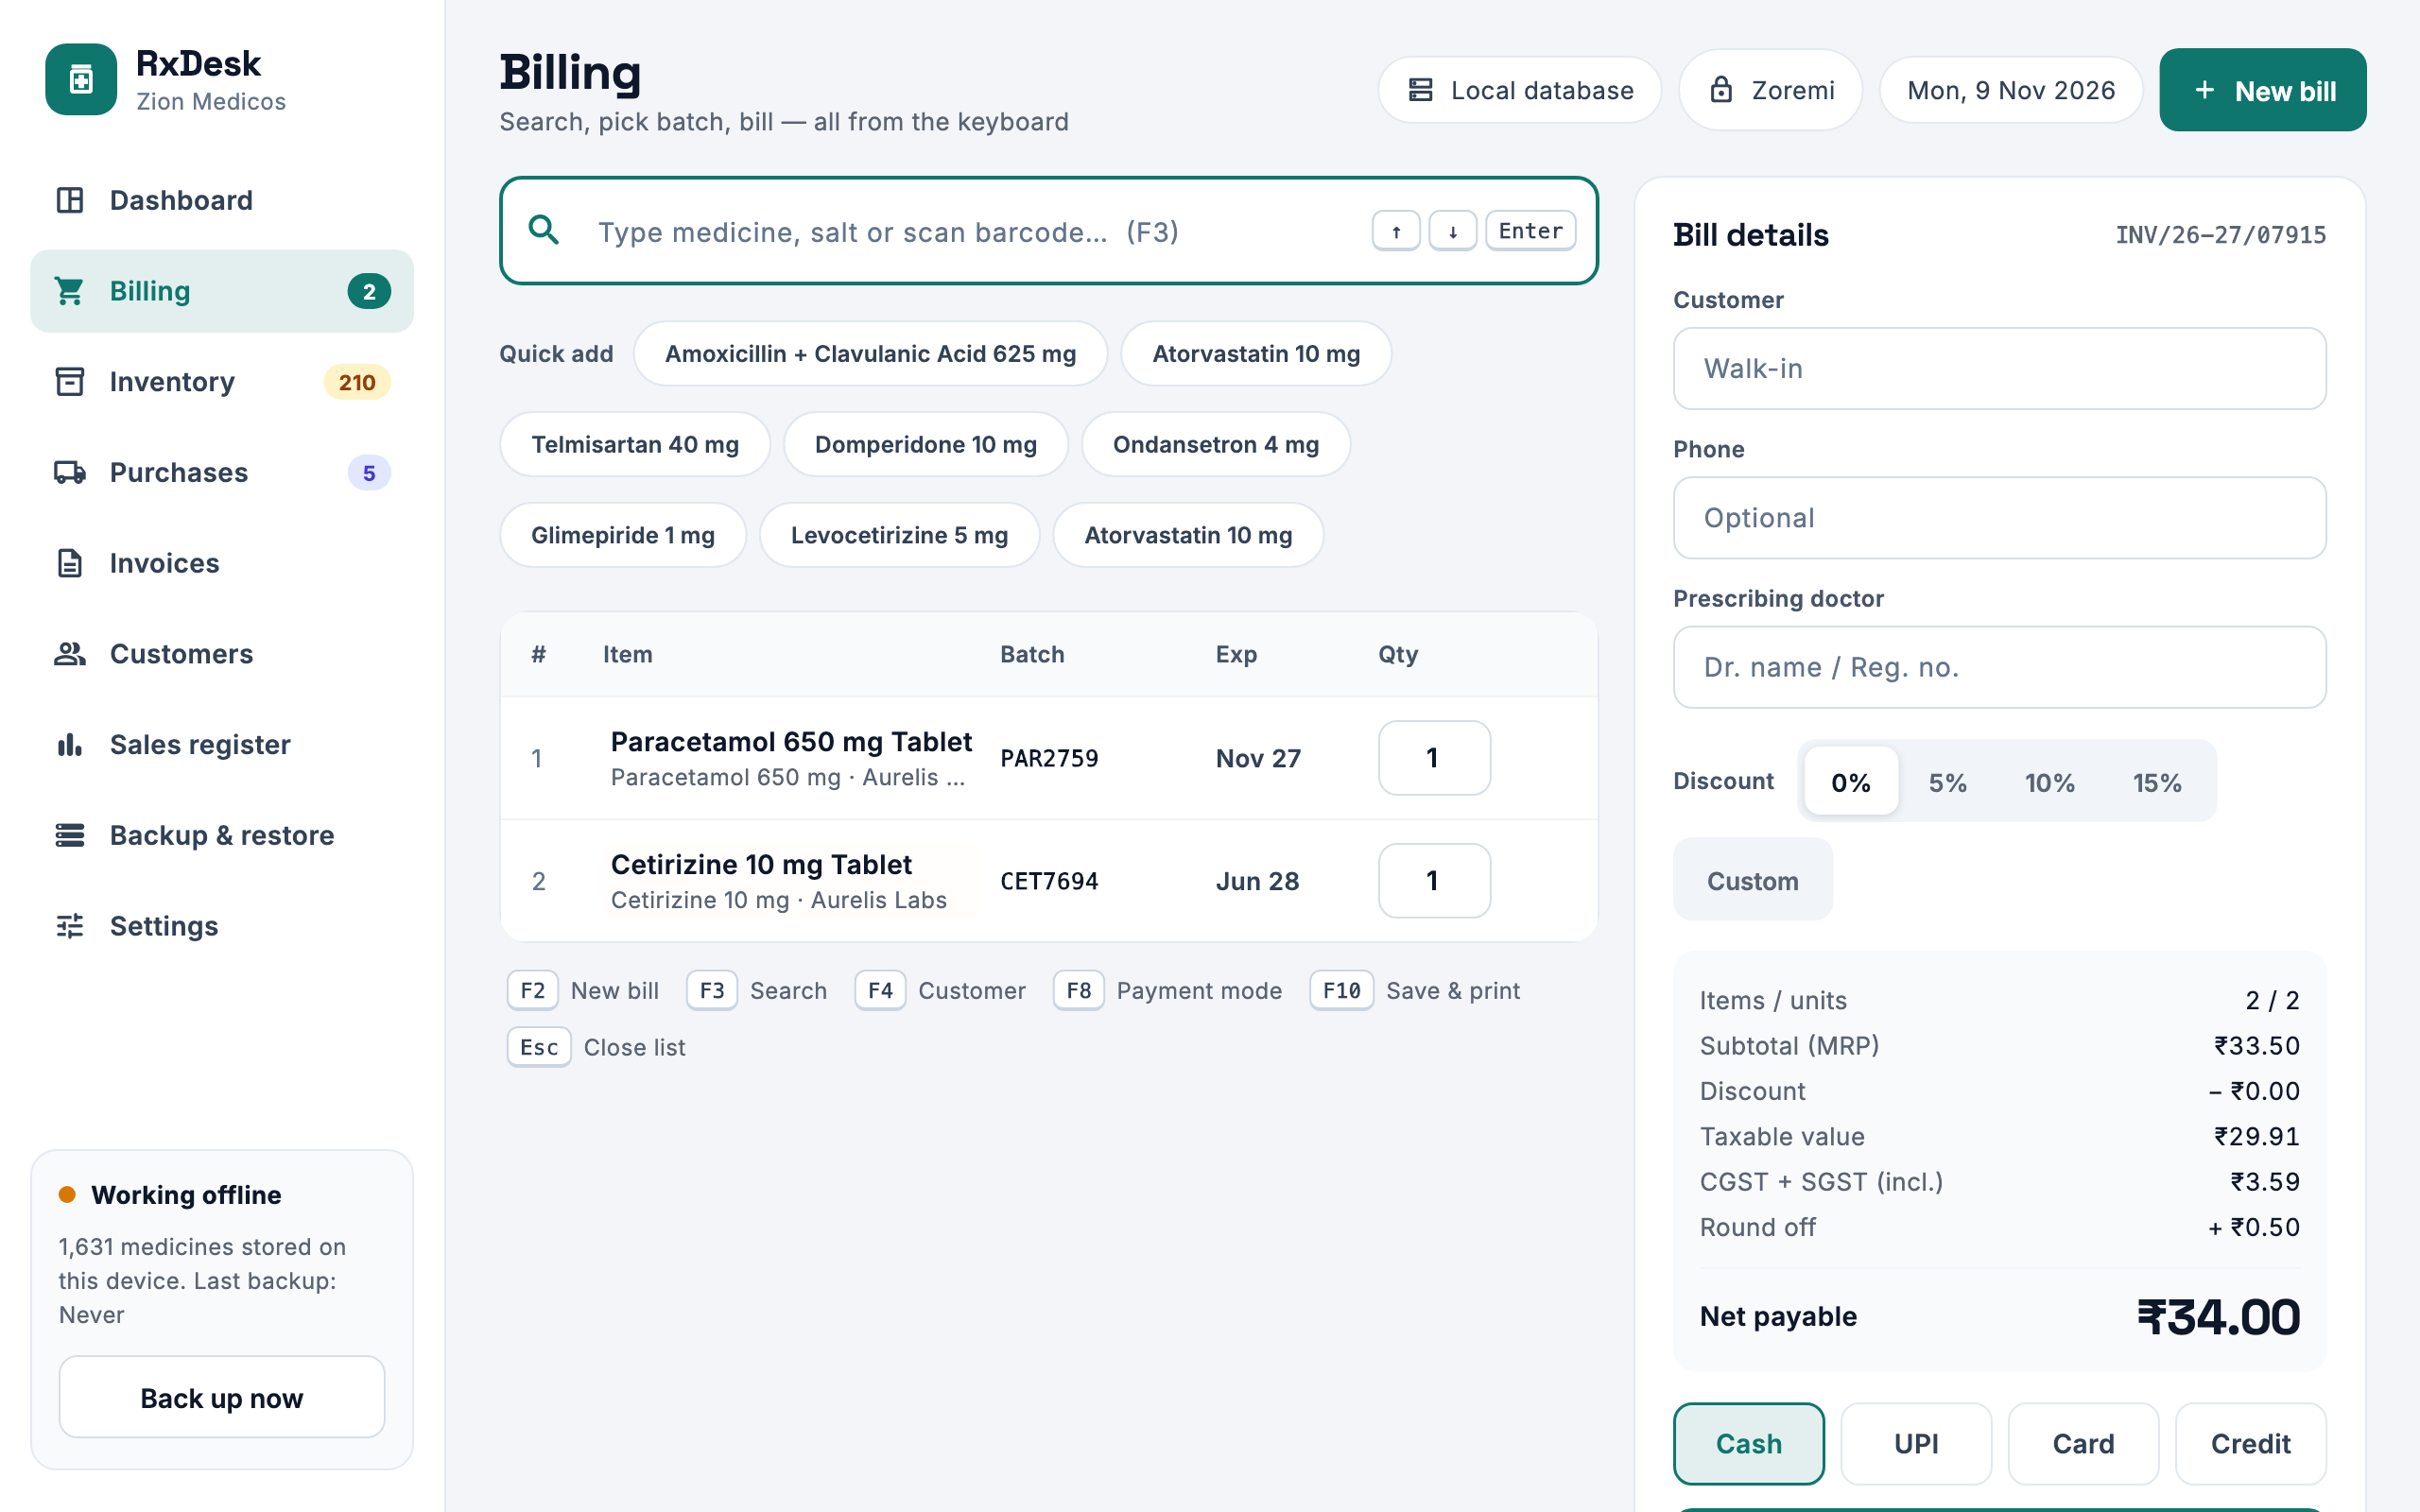 RxDesk
Zion Medicos
Dashboard
Billing 2
Inventory 210
Purchases 5
Invoices
Customers
Sales register
Backup & restore
Settings
Working offline
1,631 medicines stored on
this device. Last backup:
Never
Back up now
Billing
Search, pick batch, bill — all from the keyboard
Local database
Zoremi
Mon, 9 Nov 2026
+ New bill
Type medicine, salt or scan barcode... (F3) ↑ ↓ Enter
Quick add Amoxicillin + Clavulanic Acid 625 mg Atorvastatin 10 mg
Telmisartan 40 mg Domperidone 10 mg Ondansetron 4 mg
Glimepiride 1 mg Levocetirizine 5 mg Atorvastatin 10 mg
# Item Batch Exp Qty
1 Paracetamol 650 mg Tablet PAR2759 Nov 27 1
Paracetamol 650 mg · Aurelis ...
2 Cetirizine 10 mg Tablet CET7694 Jun 28 1
Cetirizine 10 mg · Aurelis Labs
F2 New bill F3 Search F4 Customer F8 Payment mode F10 Save & print
Esc Close list
Bill details INV/26-27/07915
Customer
Walk-in
Phone
Optional
Prescribing doctor
Dr. name / Reg. no.
Discount 0% 5% 10% 15%
Custom
Items / units 2 / 2
Subtotal (MRP) ₹33.50
Discount – ₹0.00
Taxable value ₹29.91
CGST + SGST (incl.) ₹3.59
Round off + ₹0.50
Net payable ₹34.00
Cash UPI Card Credit